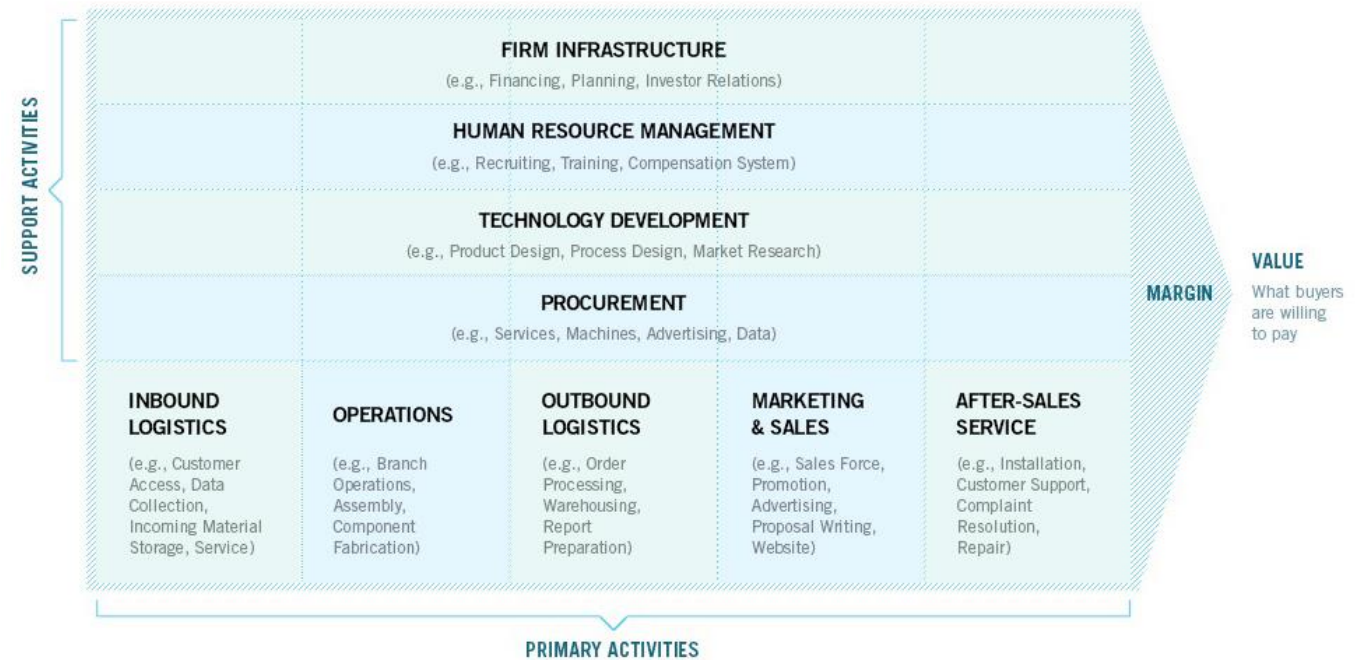 SUPPORT ACTIVITIES
FIRM INFRASTRUCTURE
(e.g., Financing, Planning, Investor Relations)
HUMAN RESOURCE MANAGEMENT
(e.g., Recruiting, Training, Compensation System)
TECHNOLOGY DEVELOPMENT
(e.g., Product Design, Process Design, Market Research)
PROCUREMENT
(e.g., Services, Machines, Advertising, Data)
INBOUND
LOGISTICS
(e.g., Customer
Access, Data
Collection,
Incoming Material
Storage, Service)
OPERATIONS
(e.g., Branch
Operations,
Assembly,
Component
Fabrication)
OUTBOUND
LOGISTICS
(e.g., Order
Processing,
Warehousing,
Report
Preparation)
MARKETING
& SALES
(e.g., Sales Force,
Promotion,
Advertising,
Proposal Writing,
Website)
AFTER-SALES
SERVICE
(e.g., Installation,
Customer Support,
Complaint
Resolution,
Repair)
MARGIN
VALUE
What buyers
are willing
to pay
PRIMARY ACTIVITIES